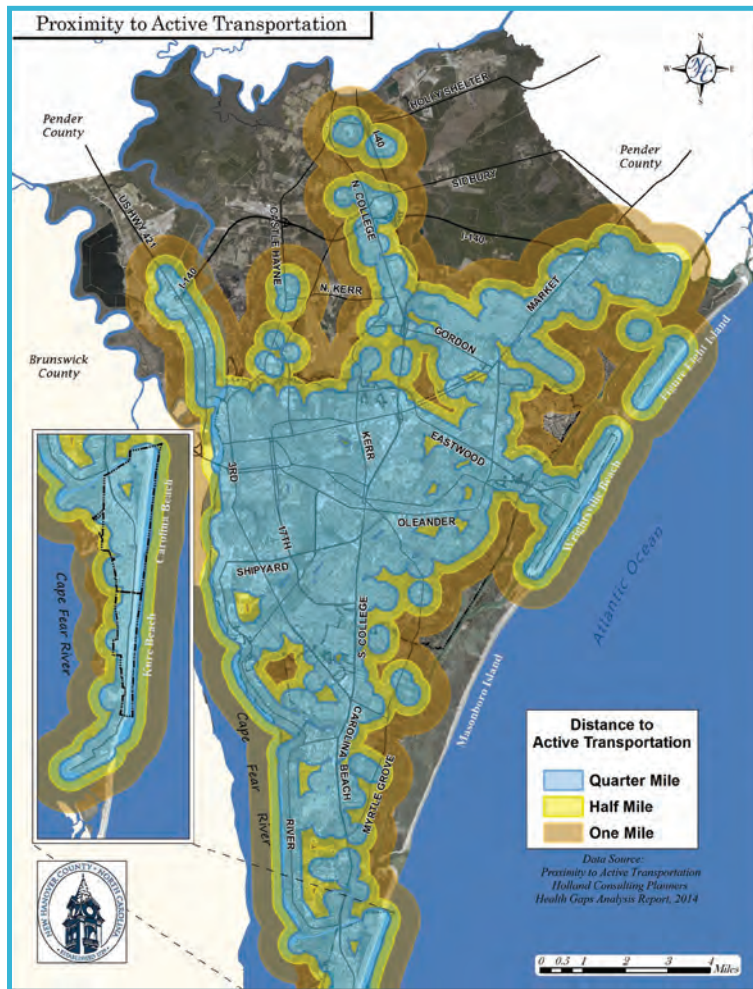 Proximity to Active Transportation
N
W
E
S
NH
HOLLY SHELTER
Pender
County
I-40
Pender
County
SIDBURY
US HWY 421
CASTLE HAYNE
N. COLLEGE
I-140
I-140
N. KERR
MARKET
GORDON
Brunswick
County
Figure Eight Island
KERR
EASTWOOD
3RD
Wrightsville Beach
OLEANDER
17TH
Carolina Beach
SHIPYARD
Atlantic Ocean
Cape Fear River
S. COLLEGE
Kure Beach
Masonboro Island
Cape Fear River
CAROLINA BEACH
MYRTLE GROVE
RIVER
Distance to
Active Transportation
Quarter Mile
Half Mile
One Mile
Data Source:
Proximity to Active Transportation
Holland Consulting Planners
Health Gaps Analysis Report, 2014
NEW HANOVER COUNTY • NORTH CAROLINA
ESTABLISHED 1729
0 0.5 1 2 3 4
Miles